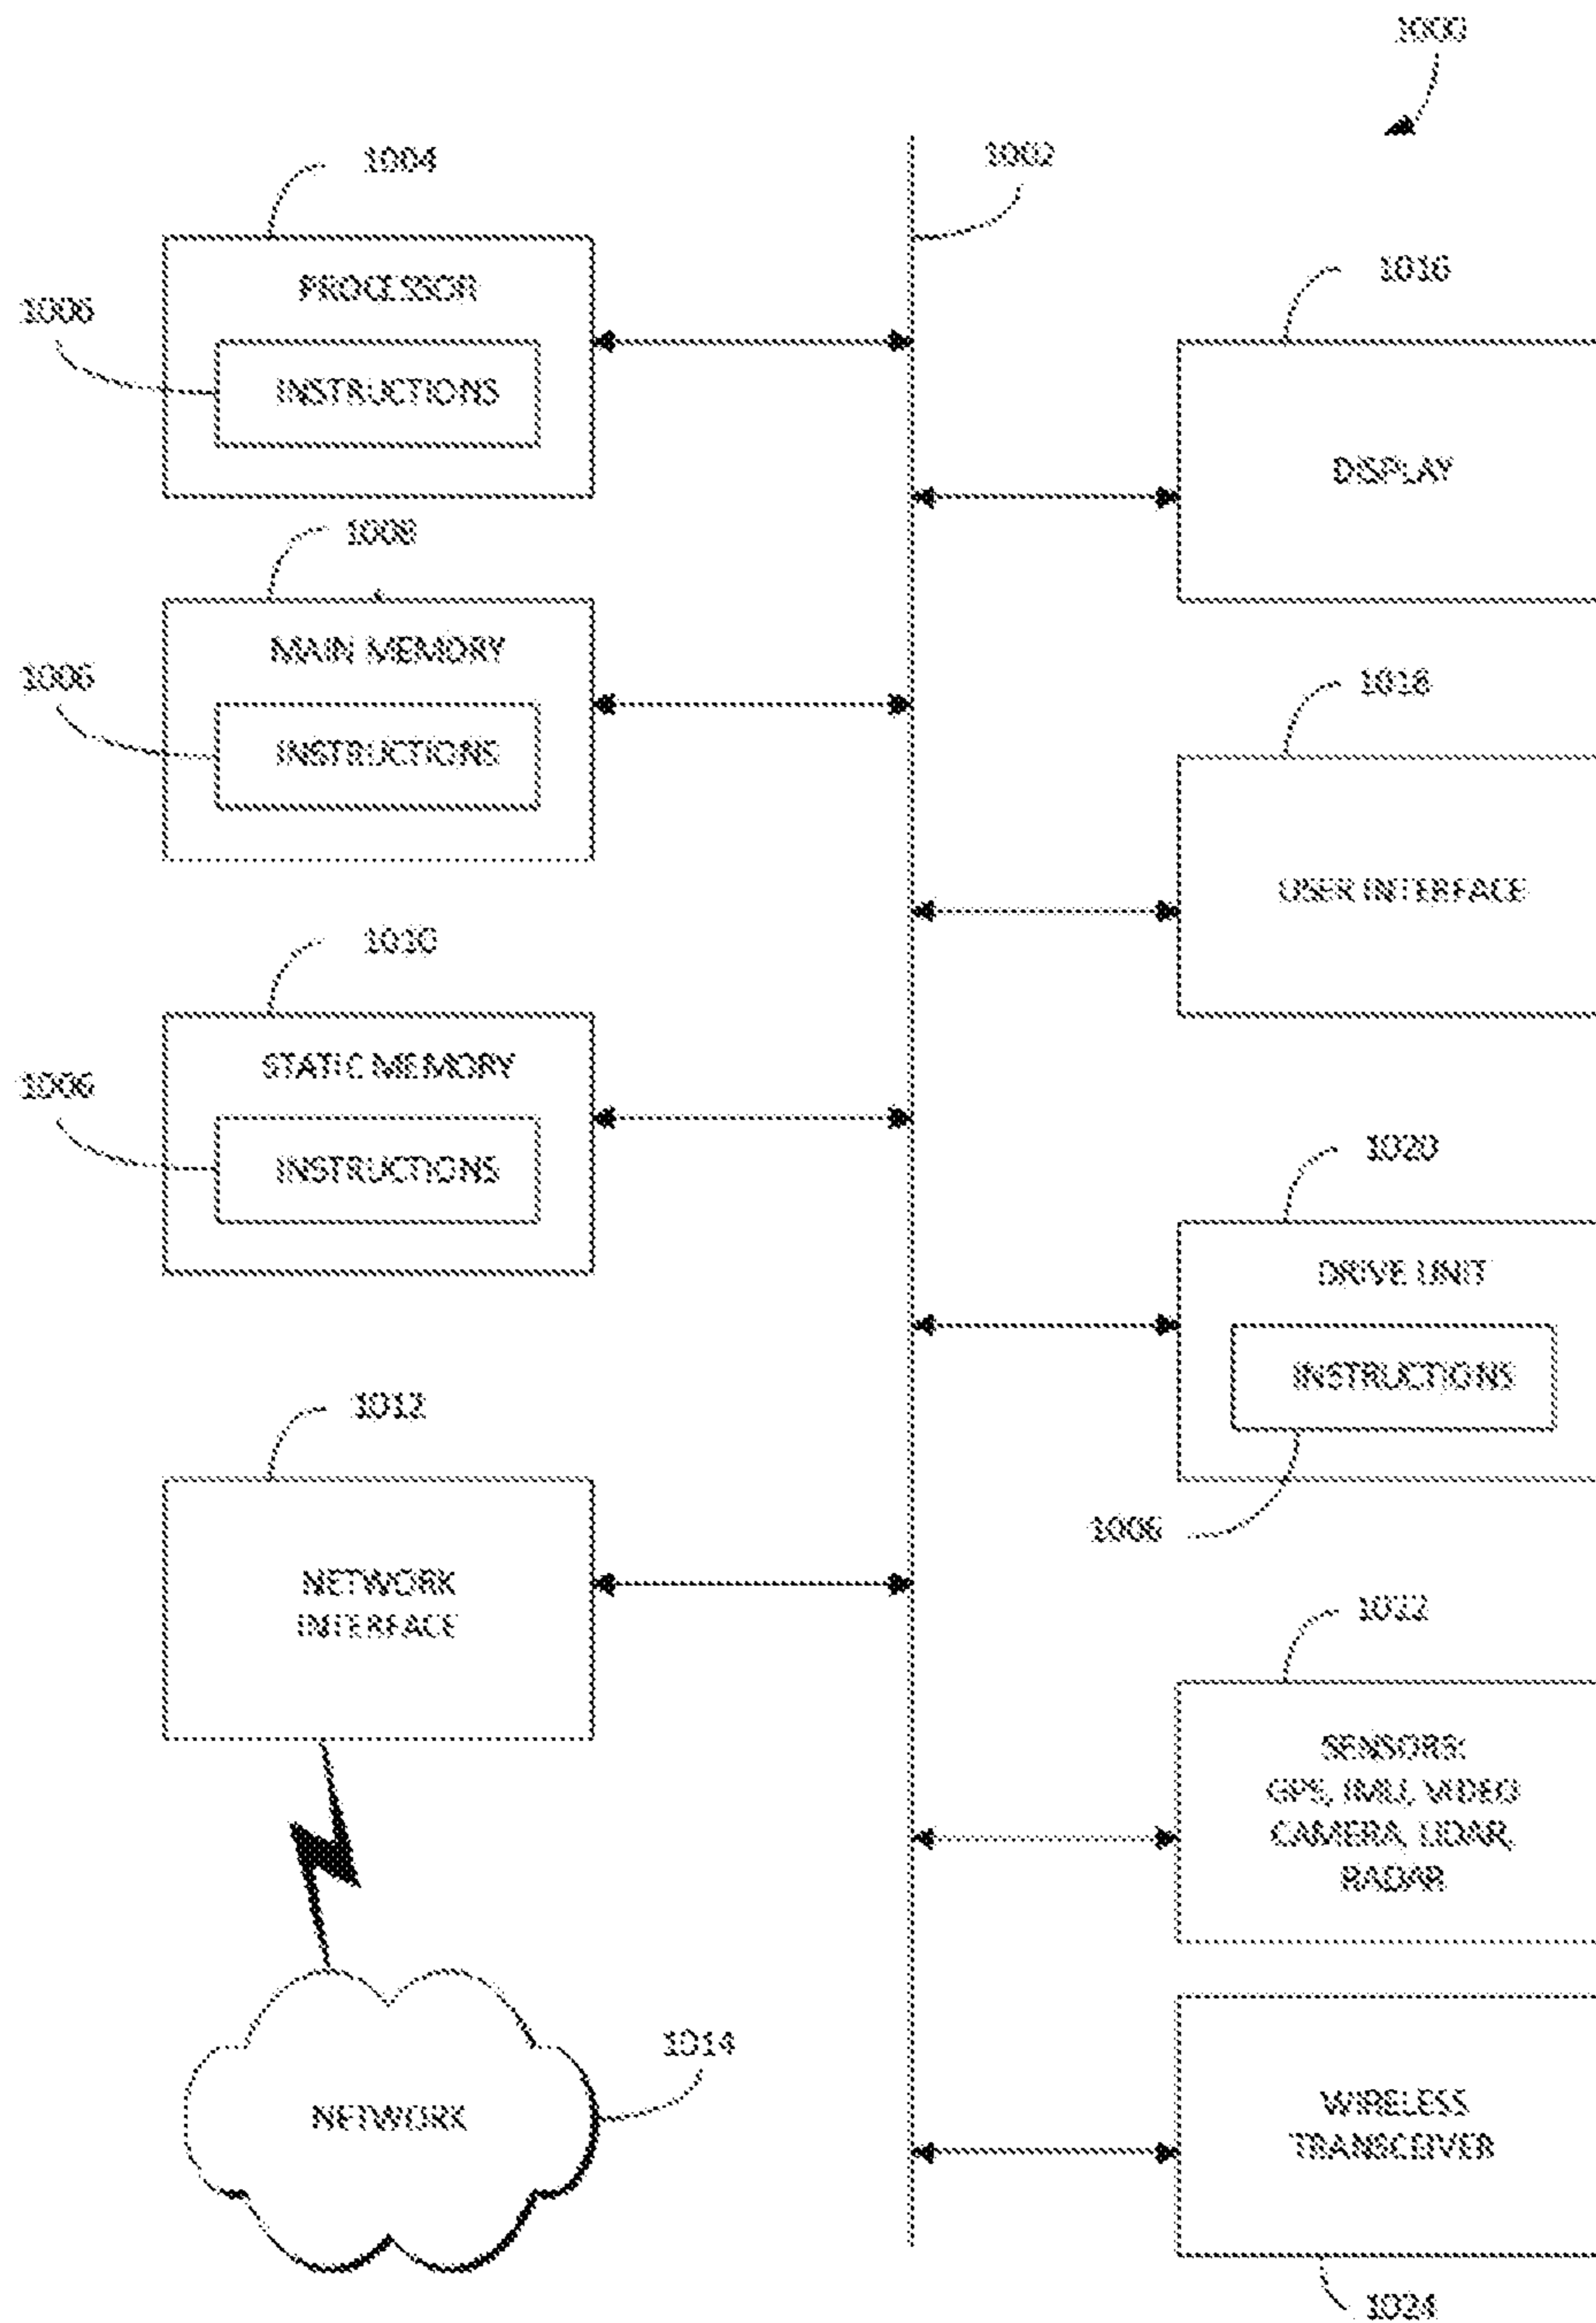 1000
1004
1002
PROCESSOR
1016
1006
INSTRUCTIONS
DISPLAY
1008
MAIN MEMORY
1006
1018
INSTRUCTIONS
USER INTERFACE
1010
STATIC MEMORY
1006
1020
INSTRUCTIONS
DRIVE UNIT
INSTRUCTIONS
1012
1006
NETWORK
INTERFACE
1022
SENSORS:
GPS, IMU, VIDEO
CAMERA, LIDAR,
RADAR
1014
NETWORK
WIRELESS
TRANSCEIVER
1024